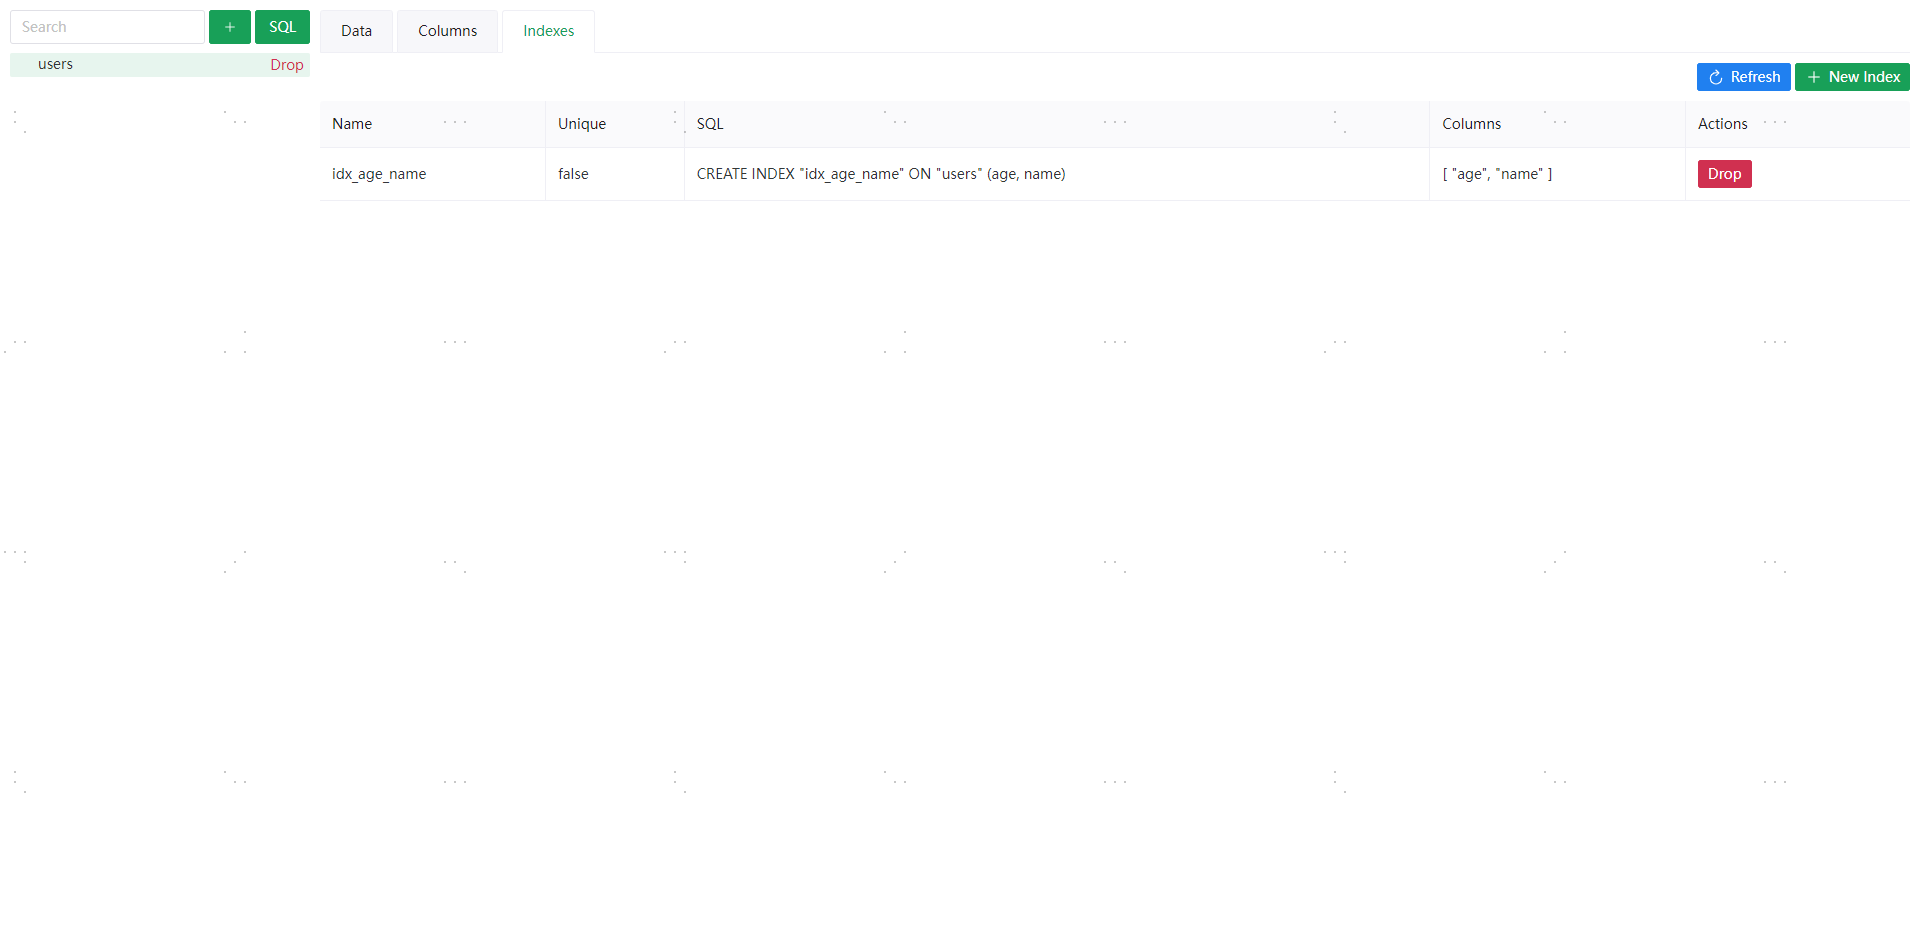 Search
+ SQL
Data Columns Indexes
users Drop
Refresh + New Index
Name Unique SQL Columns Actions
idx_age_name false CREATE INDEX "idx_age_name" ON "users" (age, name) [ "age", "name" ] Drop